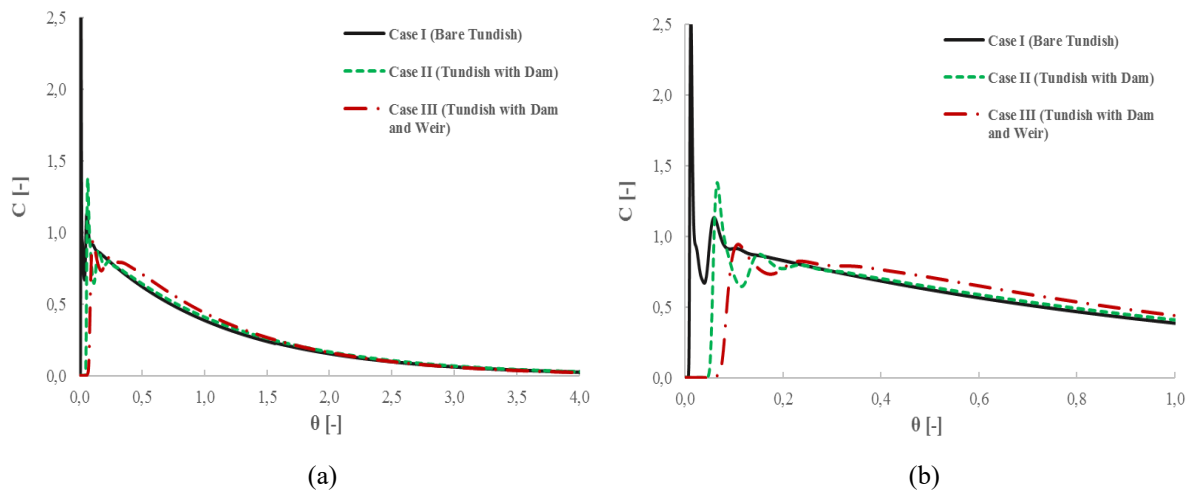 2,5
2,0
1,5
1,0
0,5
0,0
C [-]
0,0 0,5 1,0 1,5 2,0 2,5 3,0 3,5 4,0
θ [-]
Case I (Bare Tundish)
Case II (Tundish with Dam)
Case III (Tundish with Dam
and Weir)
(a)
2,5
2,0
1,5
1,0
0,5
0,0
C [-]
0,0 0,2 0,4 0,6 0,8 1,0
θ [-]
Case I (Bare Tundish)
Case II (Tundish with Dam)
Case III (Tundish with Dam
and Weir)
(b)